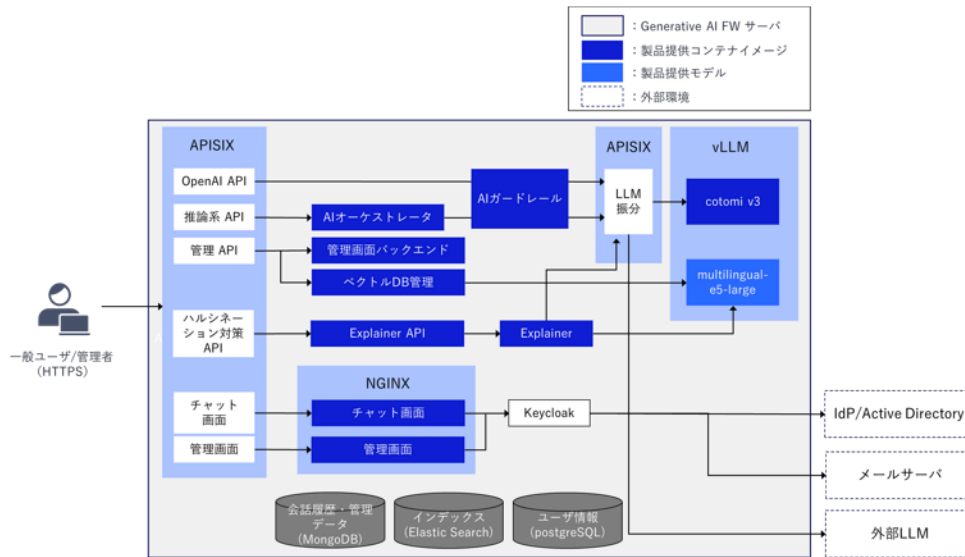 ：Generative AI FW サーバ
：製品提供コンテナイメージ
：製品提供モデル
：外部環境
APISIX
APISIX
vLLM
OpenAI API
AIガードレール
LLM
振分
cotomi v3
推論系 API
AIオーケストレータ
管理 API
管理画面バックエンド
ベクトルDB管理
multilingual-
e5-large
ハルシネー
ション対策
API
Explainer API
Explainer
一般ユーザ/管理者
(HTTPS)
NGINX
チャット
画面
チャット画面
Keycloak
IdP/Active Directory
管理画面
管理画面
メールサーバ
会話履歴・管理
データ
(MongoDB)
インデックス
(Elastic Search)
ユーザ情報
(postgreSQL)
外部LLM